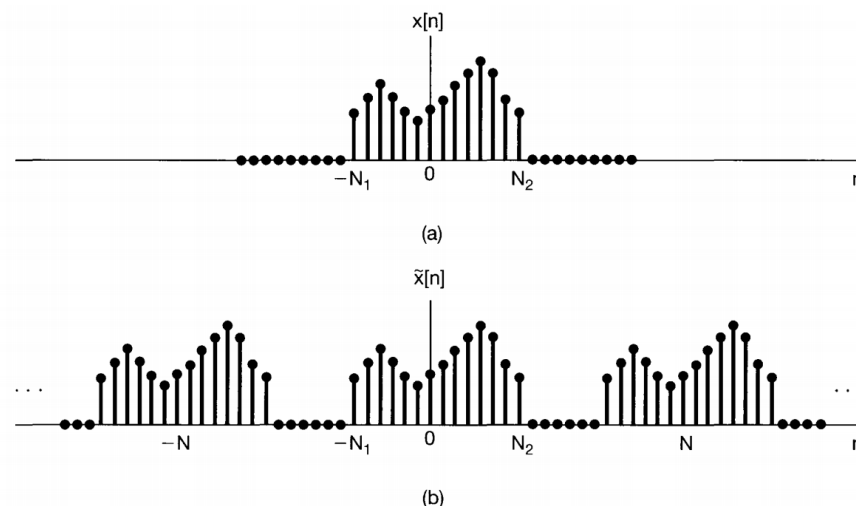 x[n]
−N₁ 0 N₂ n
(a)
x̃[n]
... ...
−N −N₁ 0 N₂ N n
(b)